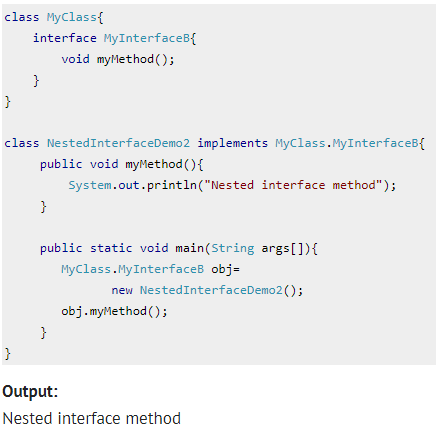 class MyClass{
    interface MyInterfaceB{
        void myMethod();
    }
}

class NestedInterfaceDemo2 implements MyClass.MyInterfaceB{
     public void myMethod(){
         System.out.println("Nested interface method");
     }

     public static void main(String args[]){
        MyClass.MyInterfaceB obj=
               new NestedInterfaceDemo2();
        obj.myMethod();
     }
}
Output:
Nested interface method